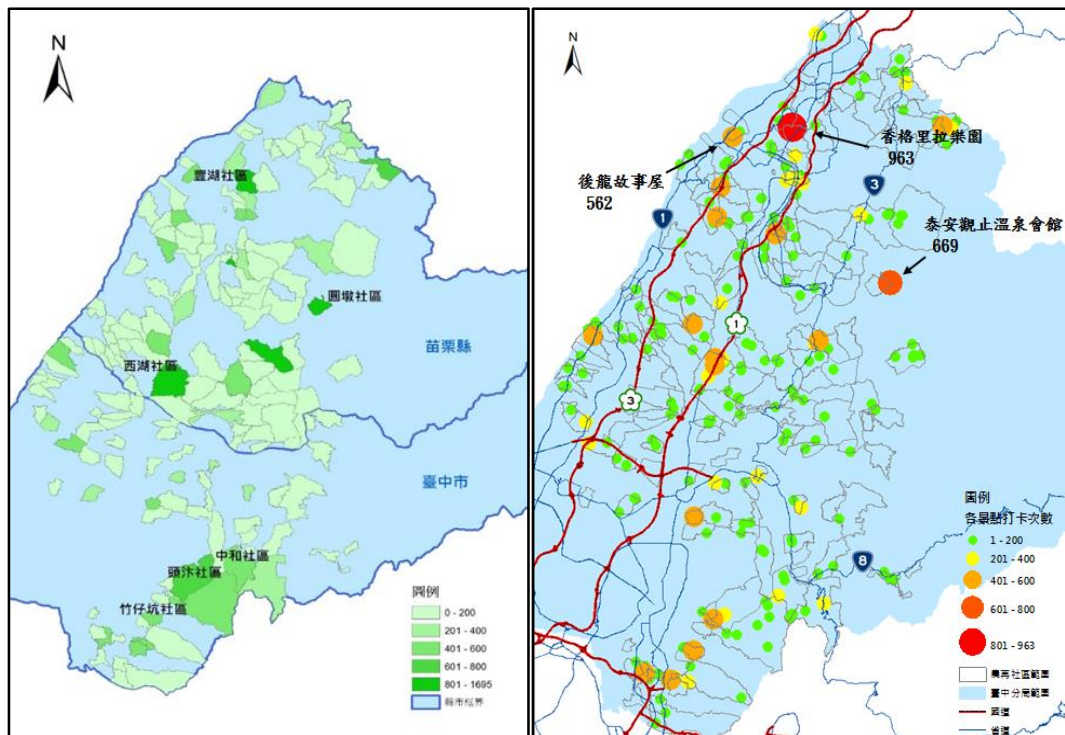 N
豐湖社區
圓墩社區
苗栗縣
西湖社區
臺中市
中和社區
頭汴社區
竹仔坑社區
圖例
0 - 200
201 - 400
401 - 600
601 - 800
801 - 1695
縣市框界
N
香格里拉樂園
963
後龍故事屋
562
3
1
泰安觀止溫泉會館
669
1
3
8
圖例
各景點打卡次數
1 - 200
201 - 400
401 - 600
601 - 800
801 - 963
農再社區範圍
臺中分局範圍
國道
省道